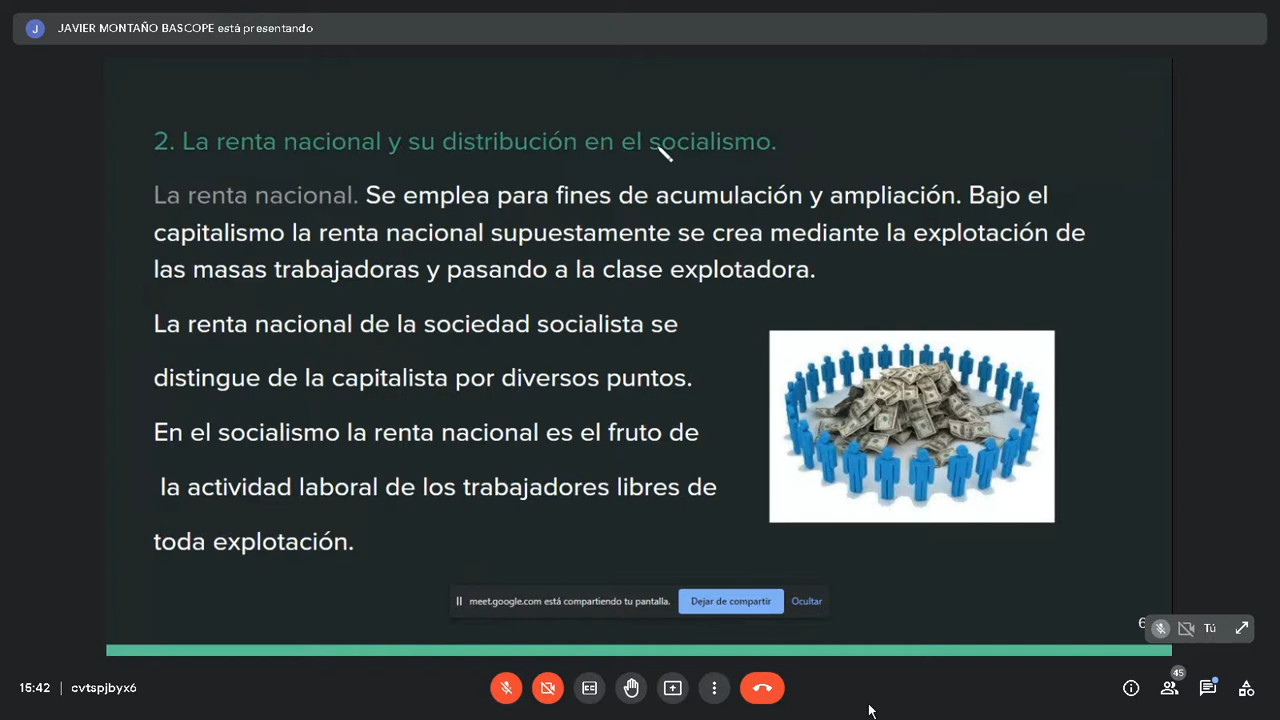 J JAVIER MONTAÑO BASCOPE está presentando
2. La renta nacional y su distribución en el socialismo.
La renta nacional. Se emplea para fines de acumulación y ampliación. Bajo el
capitalismo la renta nacional supuestamente se crea mediante la explotación de
las masas trabajadoras y pasando a la clase explotadora.
La renta nacional de la sociedad socialista se
distingue de la capitalista por diversos puntos.
En el socialismo la renta nacional es el fruto de
la actividad laboral de los trabajadores libres de
toda explotación.
meet.google.com está compartiendo tu pantalla. Dejar de compartir Ocultar
6
Tú
45
15:42 | cvtspjbyx6